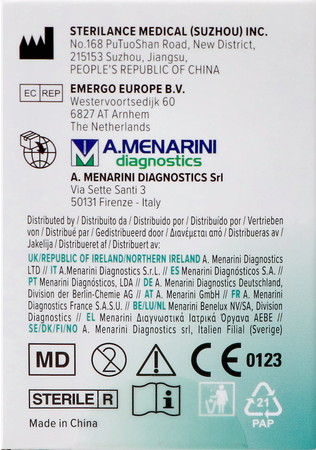 STERILANCE MEDICAL (SUZHOU) INC.
No.168 PuTuoShan Road, New District,
215153 Suzhou, Jiangsu,
PEOPLE'S REPUBLIC OF CHINA
EC REP
EMERGO EUROPE B.V.
Westervoortsedijk 60
6827 AT Arnhem
The Netherlands
A.MENARINI
diagnostics
A. MENARINI DIAGNOSTICS Srl
Via Sette Santi 3
50131 Firenze - Italy
Distributed by / Distribuito da / Distribuido por / Distribuido por / Vertrieben
von / Distribué par / Gedistribueerd door / Διανέμεται από / Distribueras av /
Jakelija / Distribueret af / Distribuert av:
UK/REPUBLIC OF IRELAND/NORTHERN IRELAND A. Menarini Diagnostics
LTD // IT A.Menarini Diagnostics S.r.l. // ES Menarini Diagnósticos S.A. //
PT Menarini Diagnósticos, LDA // DE A. Menarini Diagnostics Deutschland,
Division der Berlin-Chemie AG // AT A. Menarini GmbH // FR A. Menarini
Diagnostics France S.A.S.U. // BE/LU/NL Menarini Benelux NV/SA, Division
Diagnostics // EL Menarini Diagnostics Διαγνωστικά Ιατρικά Όργανα ΑΕΒΕ //
SE/DK/FI/NO A. Menarini Diagnostics srl, Italien Filial (Sverige)
MD 2 CE 0123
STERILE R
21
PAP
Made in China